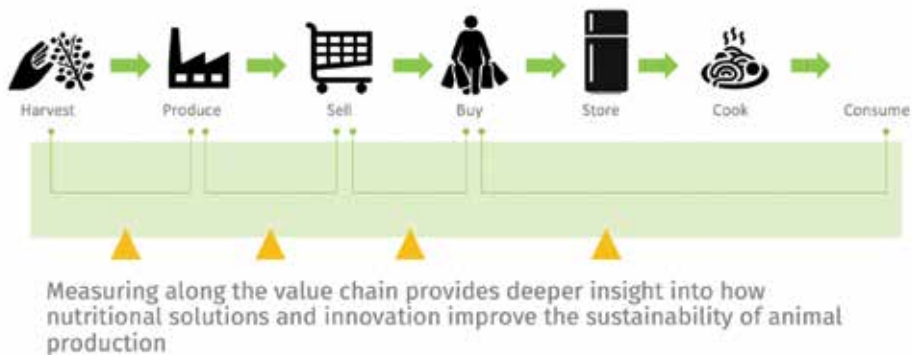 Harvest
Produce
Sell
Buy
Store
Cook
Consume
Measuring along the value chain provides deeper insight into how
nutritional solutions and innovation improve the sustainability of animal
production